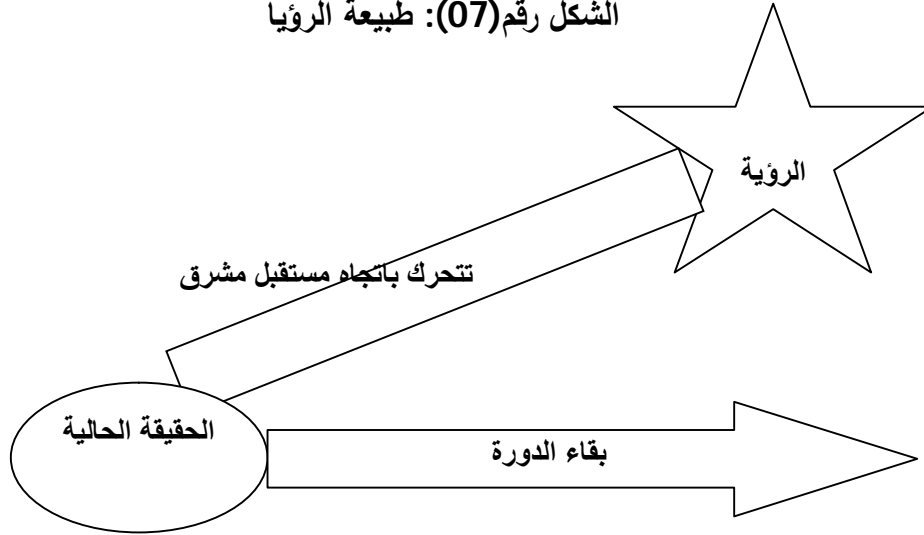 الشكل رقم(07): طبيعة الرؤيا
الرؤية
تتحرك باتجاه مستقبل مشرق
الحقيقة الحالية
بقاء الدورة